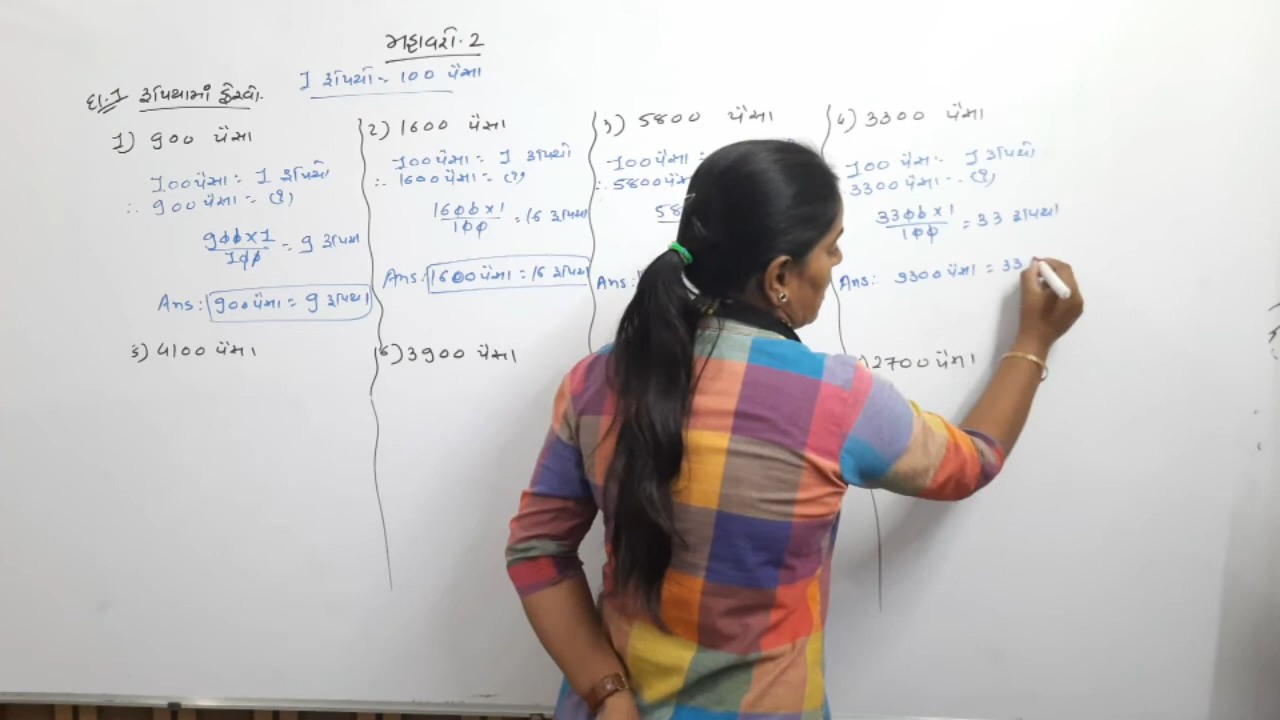 મહાવરો.2
1 રૂપિયો = 100 પૈસા
દા.1 રૂપિયામાં ફેરવો.
1) 900 પૈસા
100 પૈસા = 1 રૂપિયો
∴ 900 પૈસા = (?)
900 x 1 / 100 = 9 રૂપિયા
Ans: 900 પૈસા = 9 રૂપિયા
2) 1600 પૈસા
100 પૈસા = 1 રૂપિયો
∴ 1600 પૈસા = (?)
1600 x 1 / 100 = 16 રૂપિયા
Ans: 1600 પૈસા = 16 રૂપિયા
3) 5800 પૈસા
100 પૈસા =
∴ 5800 પૈસા
58
Ans:
4) 3300 પૈસા
100 પૈસા = 1 રૂપિયો
3300 પૈસા = (?)
3300 x 1 / 100 = 33 રૂપિયા
Ans: 3300 પૈસા = 33
5) 4100 પૈસા
6) 3900 પૈસા
) 2700 પૈસા